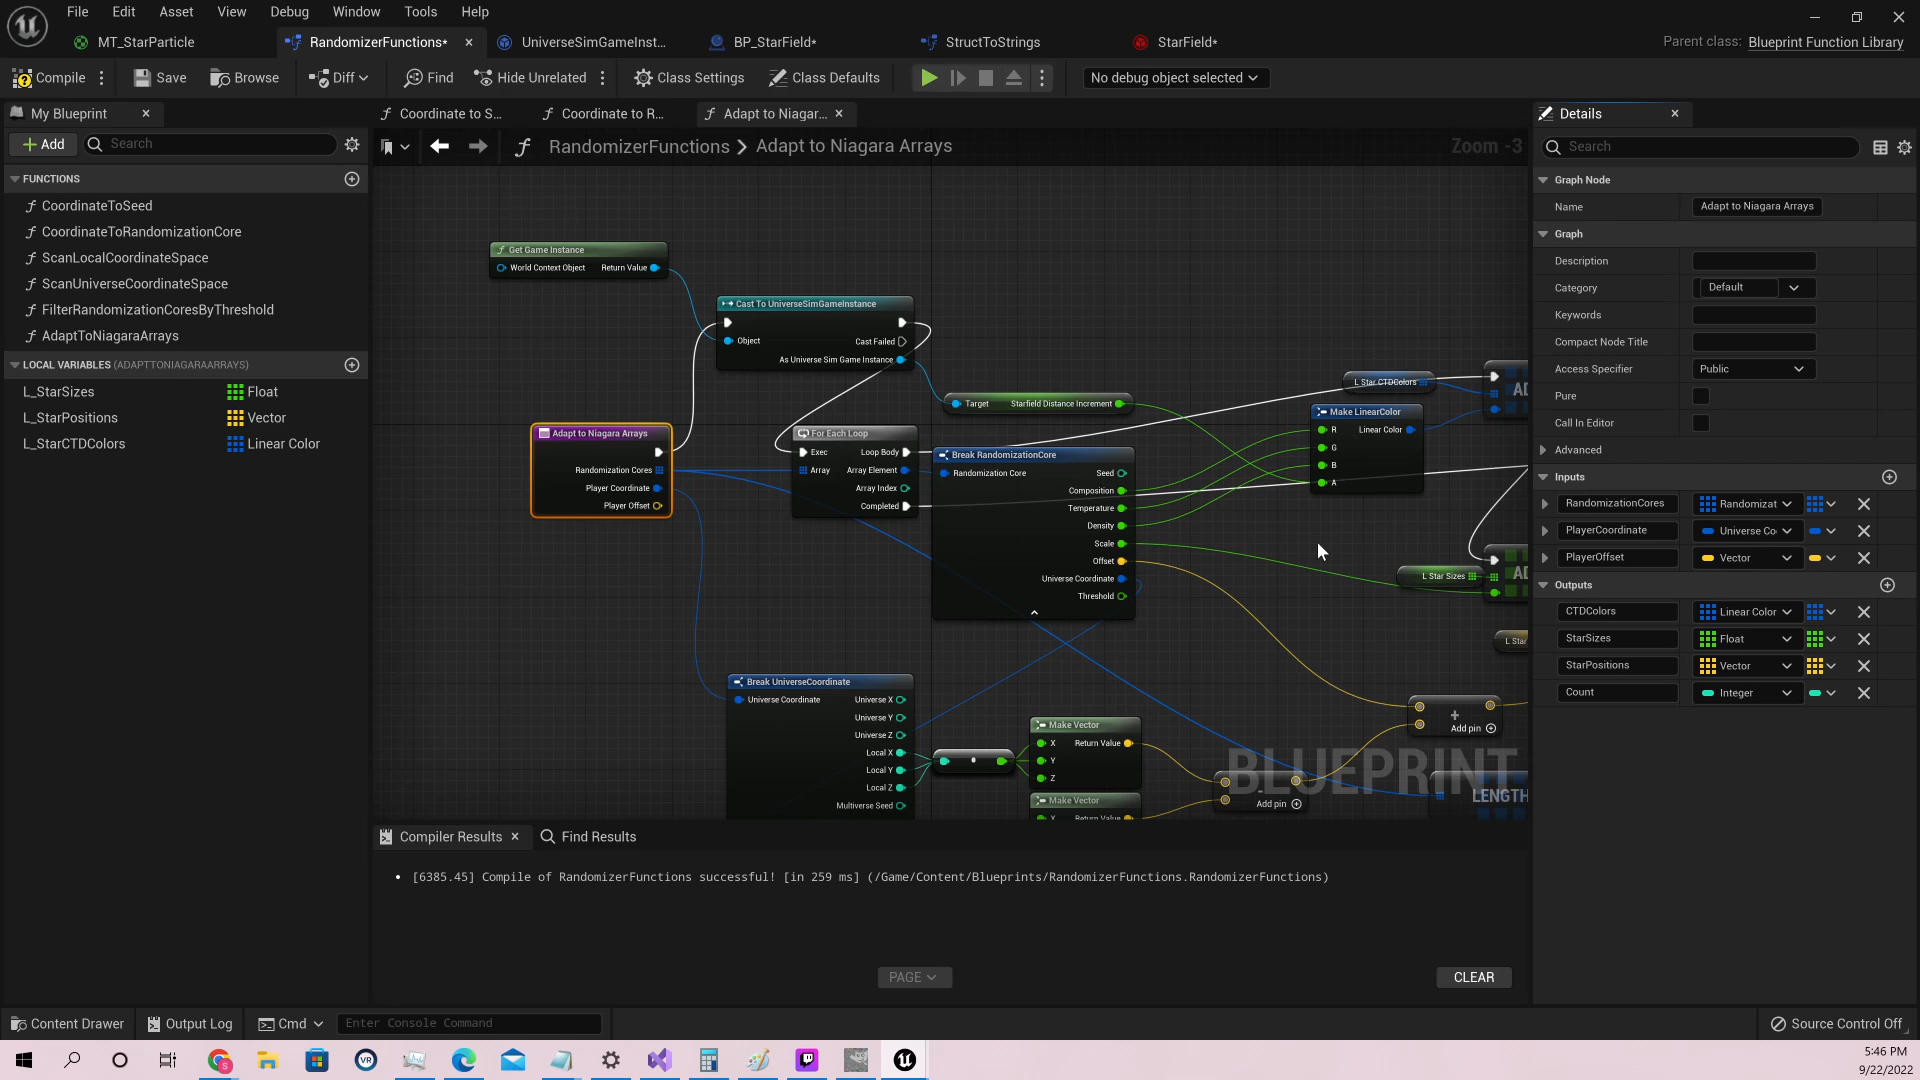 File Edit Asset View Debug Window Tools Help
MT_StarParticle RandomizerFunctions* UniverseSimGameInst... BP_StarField* StructToStrings StarField*
Parent class: Blueprint Function Library
Compile Save Browse Diff Find Hide Unrelated Class Settings Class Defaults No debug object selected
My Blueprint
Coordinate to S... Coordinate to R... Adapt to Niagar...
Details
Add Search
RandomizerFunctions > Adapt to Niagara Arrays
Zoom -3
Search
FUNCTIONS
CoordinateToSeed
CoordinateToRandomizationCore
ScanLocalCoordinateSpace
ScanUniverseCoordinateSpace
FilterRandomizationCoresByThreshold
AdaptToNiagaraArrays
LOCAL VARIABLES (ADAPTTONIAGARAARRAYS)
L_StarSizes Float
L_StarPositions Vector
L_StarCTDColors Linear Color
Get Game Instance
World Context Object Return Value
Cast To UniverseSimGameInstance
Object Cast Failed
As Universe Sim Game Instance
Target Starfield Distance Increment
Adapt to Niagara Arrays
Randomization Cores
Player Coordinate
Player Offset
For Each Loop
Exec Loop Body
Array Array Element
Array Index
Completed
Break RandomizationCore
Randomization Core Seed
Composition
Temperature
Density
Scale
Offset
Universe Coordinate
Threshold
L Star CTDColors
AD
Make LinearColor
R Linear Color
G
B
A
L Star Sizes
AD
L Star
Break UniverseCoordinate
Universe Coordinate Universe X
Universe Y
Universe Z
Local X
Local Y
Local Z
Multiverse Seed
Make Vector
X Return Value
Y
Z
Make Vector
X Return Value
+
Add pin
-
Add pin
LENGTH
BLUEPRINT
Graph Node
Name Adapt to Niagara Arrays
Graph
Description
Category Default
Keywords
Compact Node Title
Access Specifier Public
Pure
Call In Editor
Advanced
Inputs
RandomizationCores Randomizat
PlayerCoordinate Universe Co
PlayerOffset Vector
Outputs
CTDColors Linear Color
StarSizes Float
StarPositions Vector
Count Integer
Compiler Results Find Results
• [6385.45] Compile of RandomizerFunctions successful! [in 259 ms] (/Game/Content/Blueprints/RandomizerFunctions.RandomizerFunctions)
PAGE CLEAR
Content Drawer Output Log Cmd Enter Console Command Source Control Off
5:46 PM
9/22/2022